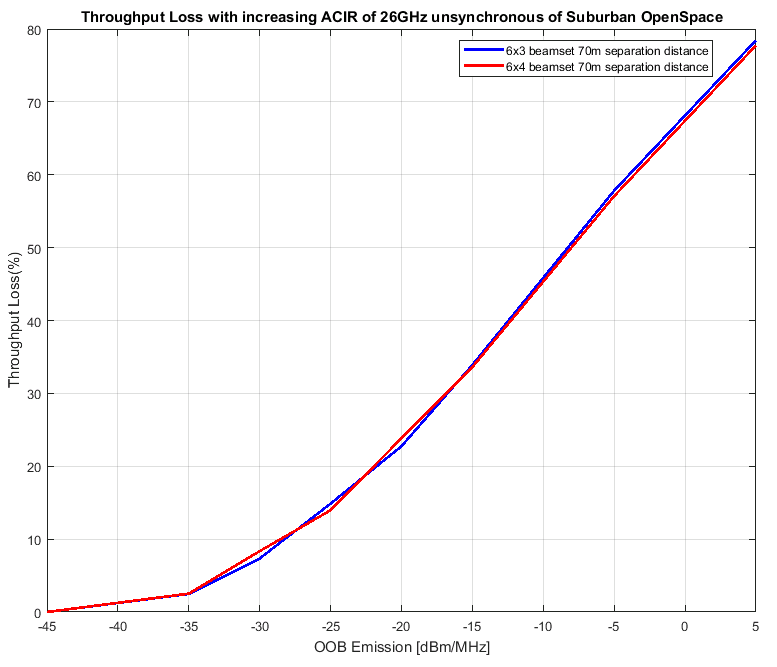 Throughput Loss with increasing ACIR of 26GHz unsynchronous of Suburban OpenSpace
6x3 beamset 70m separation distance
6x4 beamset 70m separation distance
Throughput Loss(%)
80
70
60
50
40
30
20
10
0
-45 -40 -35 -30 -25 -20 -15 -10 -5 0 5
OOB Emission [dBm/MHz]